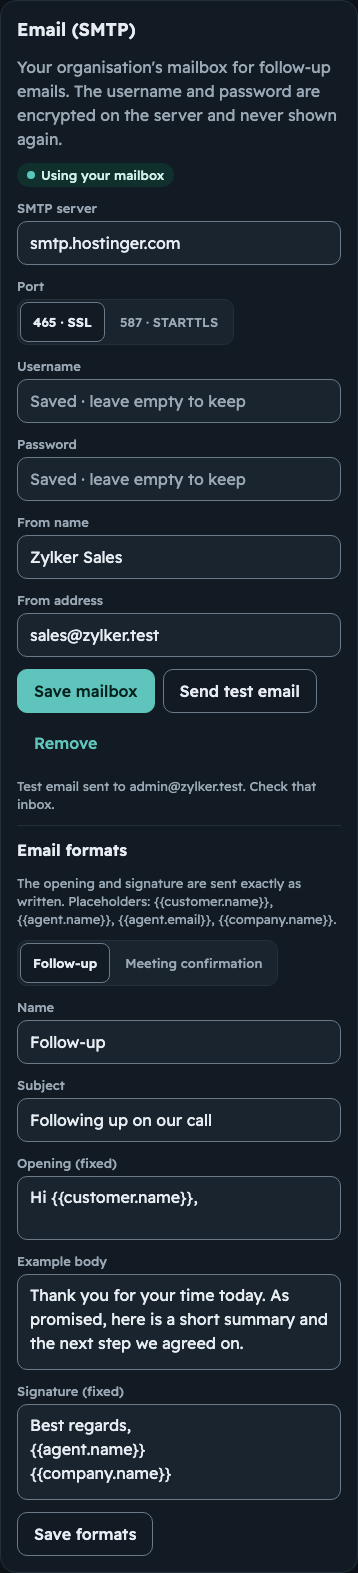 Email (SMTP)
Your organisation's mailbox for follow-up
emails. The username and password are
encrypted on the server and never shown
again.
Using your mailbox
SMTP server
smtp.hostinger.com
Port
465 · SSL
587 · STARTTLS
Username
Saved · leave empty to keep
Password
Saved · leave empty to keep
From name
Zylker Sales
From address
sales@zylker.test
Save mailbox
Send test email
Remove
Test email sent to admin@zylker.test. Check that
inbox.
Email formats
The opening and signature are sent exactly as
written. Placeholders: {{customer.name}},
{{agent.name}}, {{agent.email}}, {{company.name}}.
Follow-up
Meeting confirmation
Name
Follow-up
Subject
Following up on our call
Opening (fixed)
Hi {{customer.name}},
Example body
Thank you for your time today. As
promised, here is a short summary and
the next step we agreed on.
Signature (fixed)
Best regards,
{{agent.name}}
{{company.name}}
Save formats